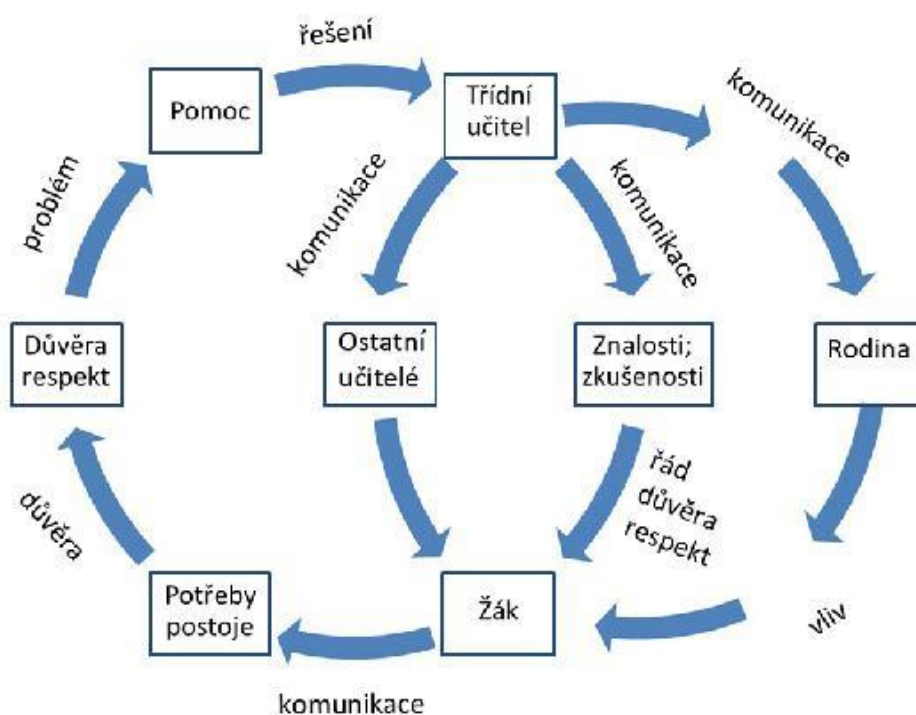 řešení
Pomoc
Třídní
učitel
komunikace
problém
komunikace
komunikace
Důvěra
respekt
Ostatní
učitelé
Znalosti;
zkušenosti
Rodina
důvěra
řád
důvěra
respekt
Potřeby
postoje
Žák
vliv
komunikace